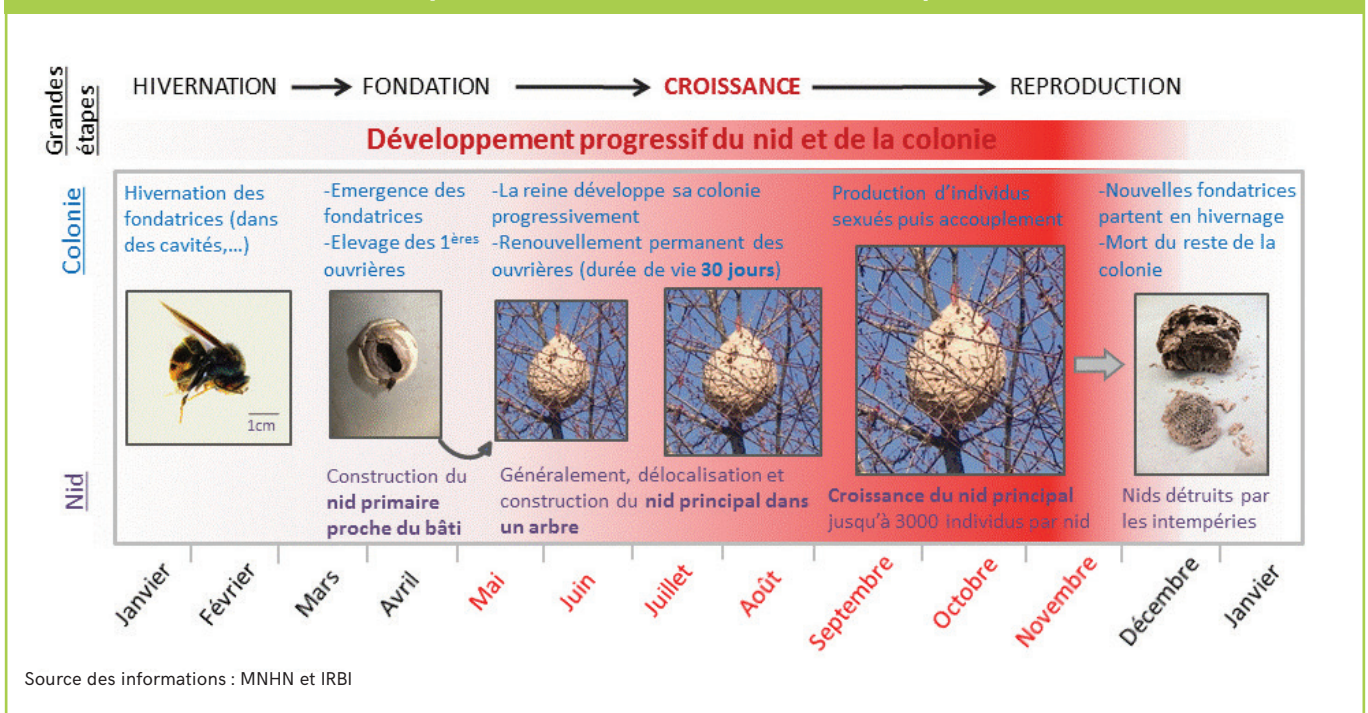 Grandes
étapes
HIVERNATION
FONDATION
CROISSANCE
REPRODUCTION
Développement progressif du nid et de la colonie
Colonie
Hivernation des
fondatrices (dans
des cavités,...)
-Emergence des
fondatrices
-Elevage des 1ères
ouvrières
-La reine développe sa colonie
progressivement
-Renouvellement permanent des
ouvrières (durée de vie 30 jours)
Production d'individus
sexués puis accouplement
-Nouvelles fondatrices
partent en hivernage
-Mort du reste de la
colonie
1cm
Nid
Construction du
nid primaire
proche du bâti
Généralement, délocalisation et
construction du nid principal dans
un arbre
Croissance du nid principal
jusqu'à 3000 individus par nid
Nids détruits par
les intempéries
Janvier
Février
Mars
Avril
Mai
Juin
Juillet
Août
Septembre
Octobre
Novembre
Décembre
Janvier
Source des informations : MNHN et IRBI